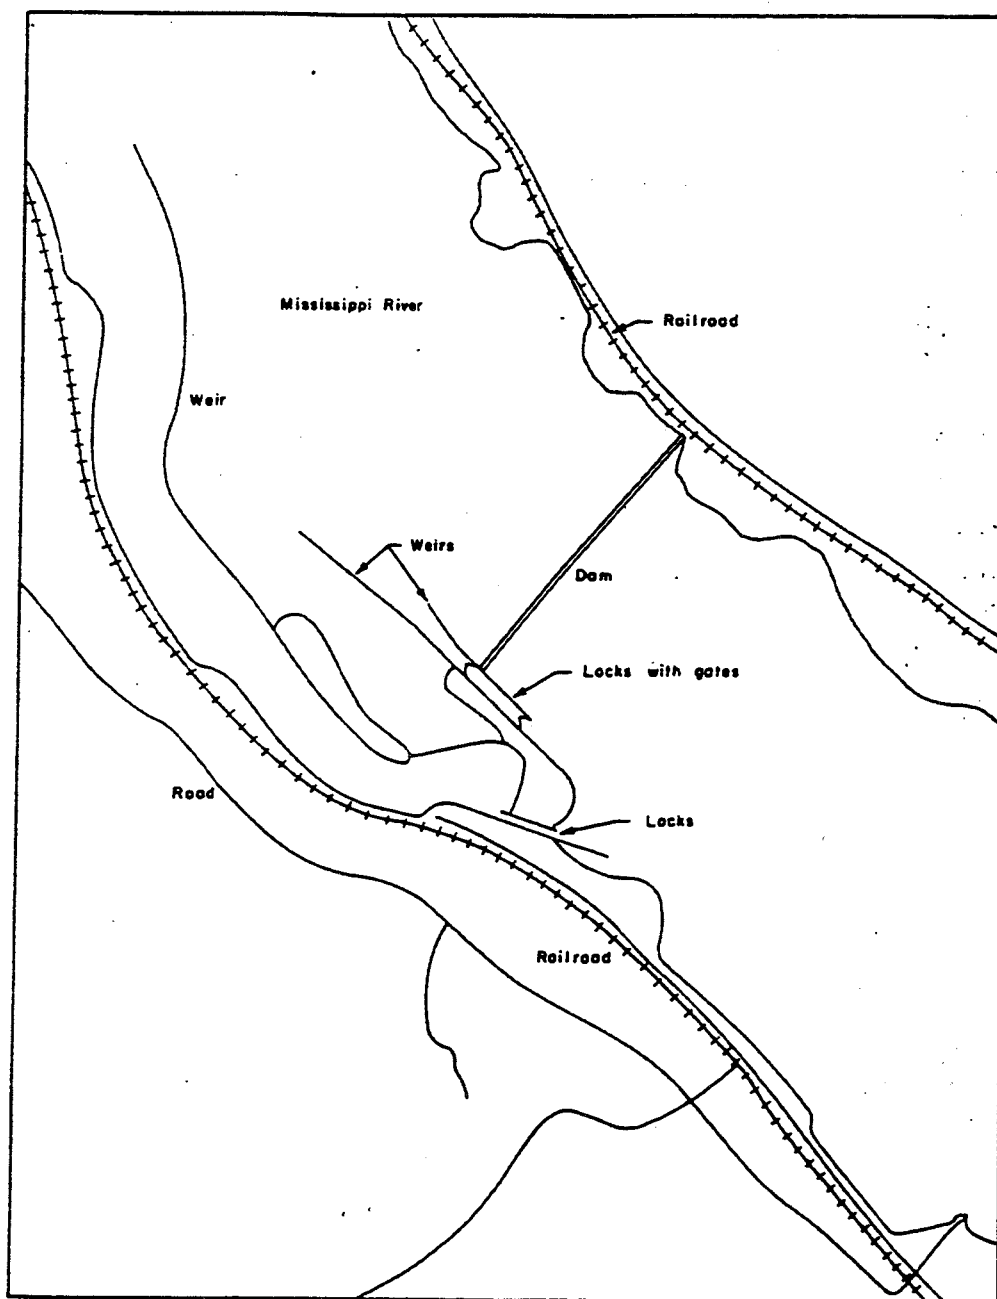 Mississippi River
Railroad
Weir
Weirs
Dam
Locks with gates
Road
Locks
Railroad